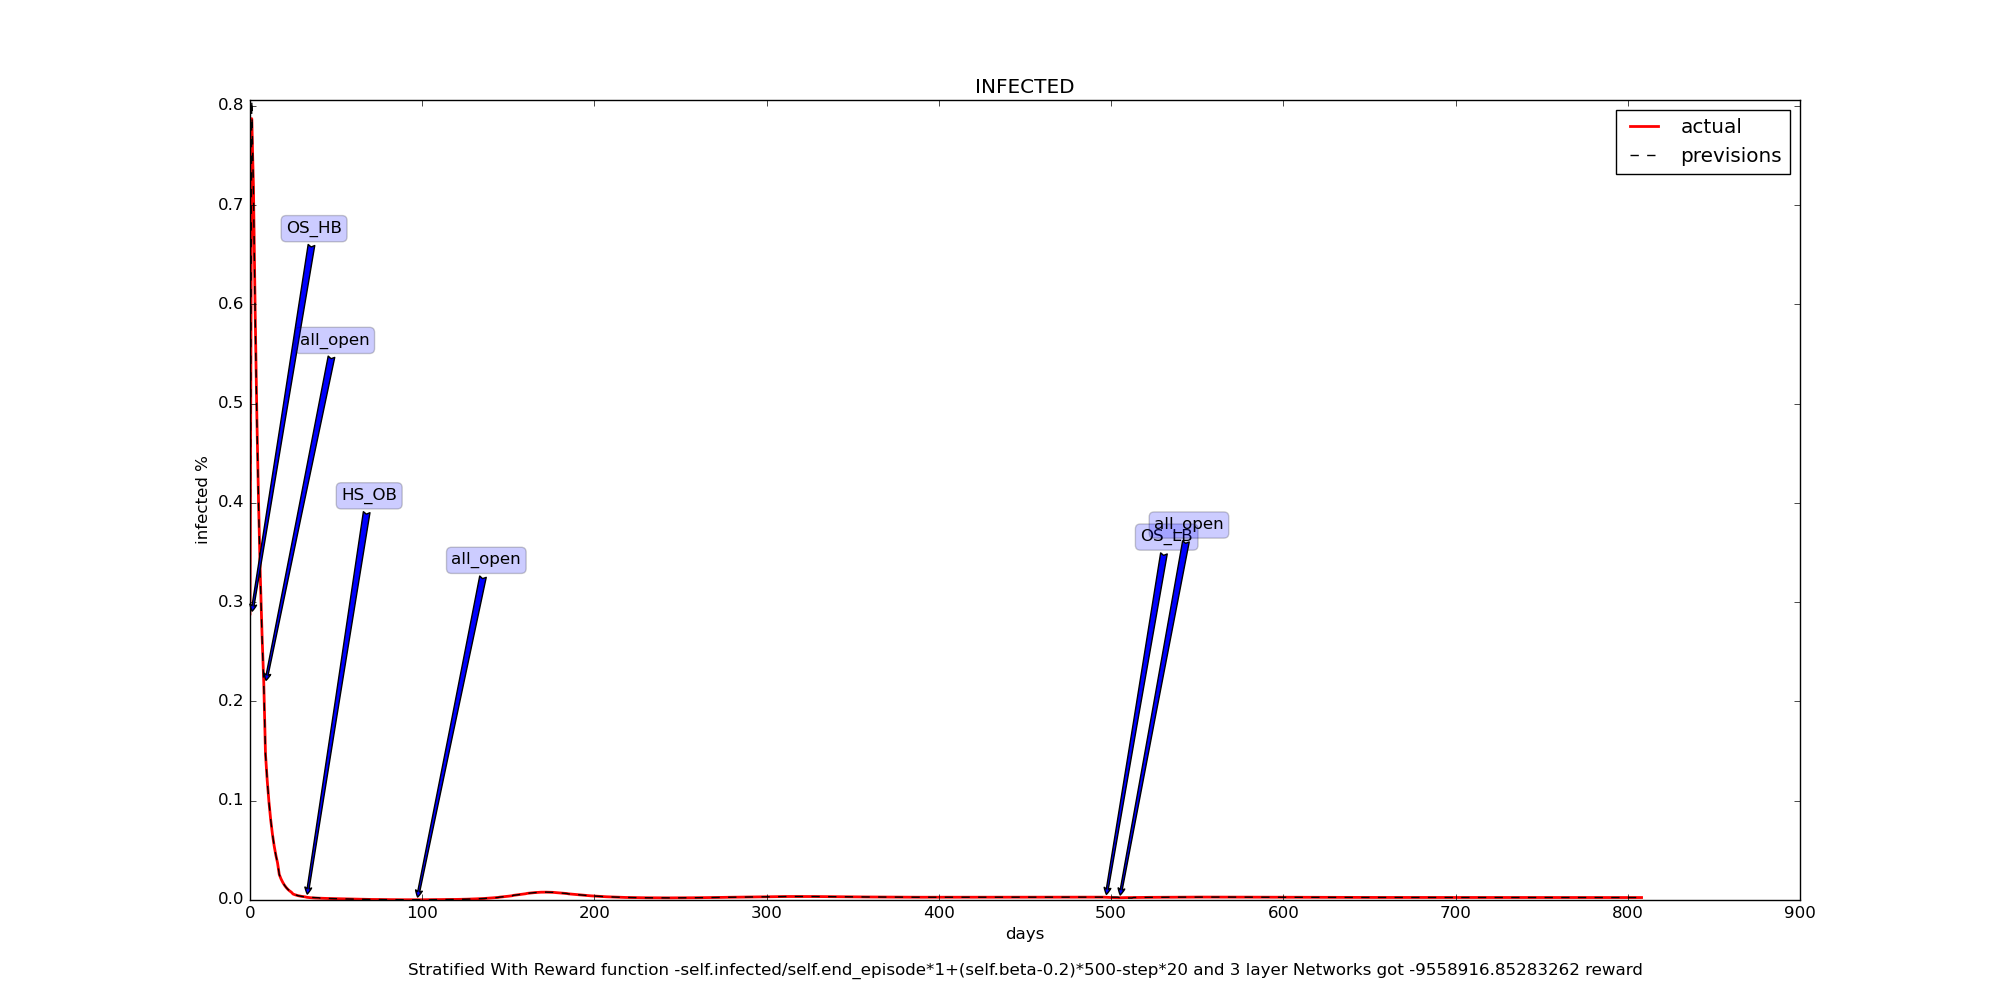 INFECTED
0.8
0.7
0.6
0.5
0.4
0.3
0.2
0.1
0.0
infected %
actual
previsions
OS_HB
all_open
HS_OB
all_open
all_open
OS_LB
0 100 200 300 400 500 600 700 800 900
days
Stratified With Reward function -self.infected/self.end_episode*1+(self.beta-0.2)*500-step*20 and 3 layer Networks got -9558916.85283262 reward